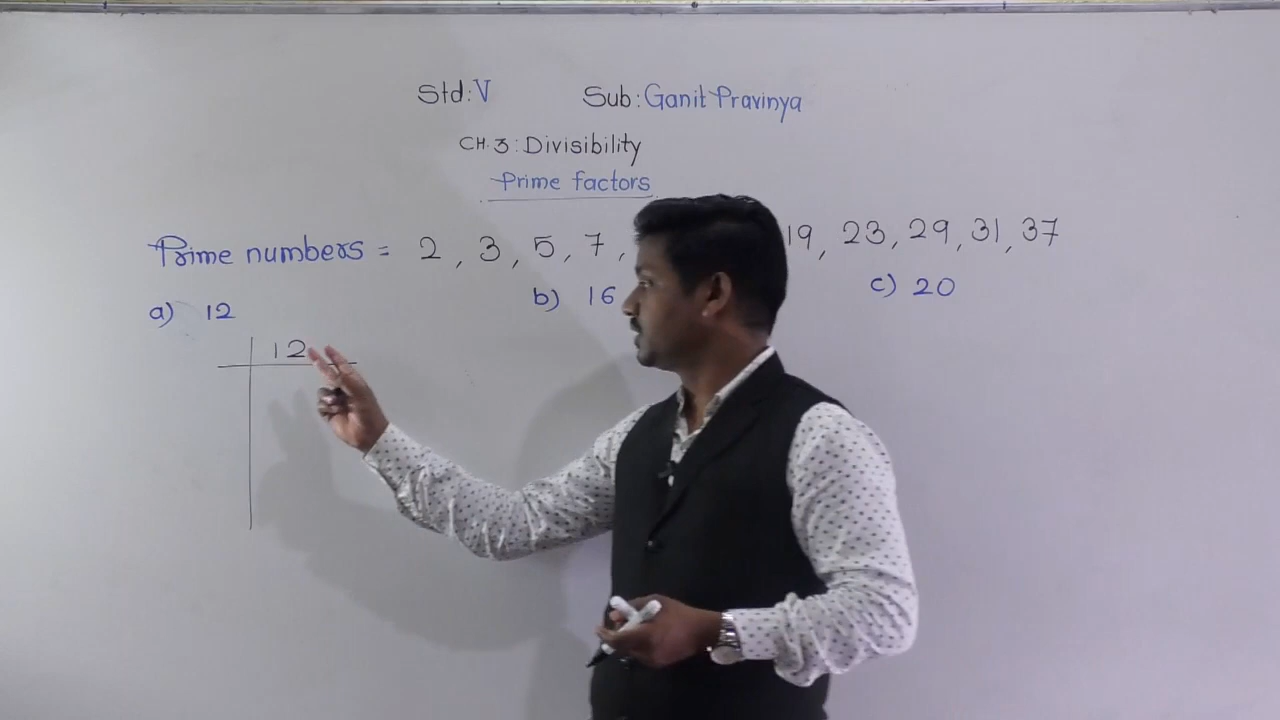 Std: V Sub: Ganit Pravinya
CH. 3: Divisibility
Prime factors
Prime numbers = 2, 3, 5, 7, 19, 23, 29, 31, 37
a) 12 b) 16 c) 20
12